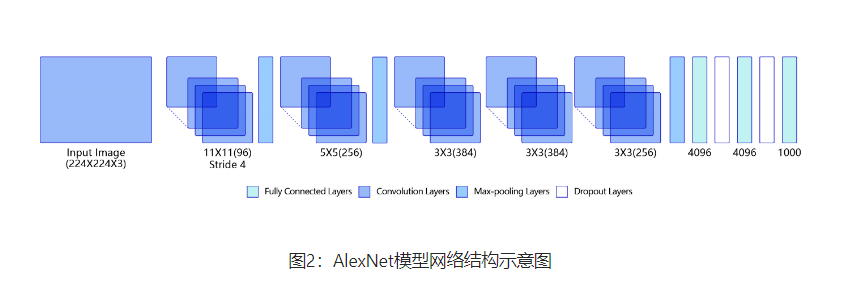 Input Image
(224X224X3)
11X11(96)
Stride 4
5X5(256)
3X3(384)
3X3(384)
3X3(256)
4096
4096
1000
Fully Connected Layers
Convolution Layers
Max-pooling Layers
Dropout Layers
图2：AlexNet模型网络结构示意图